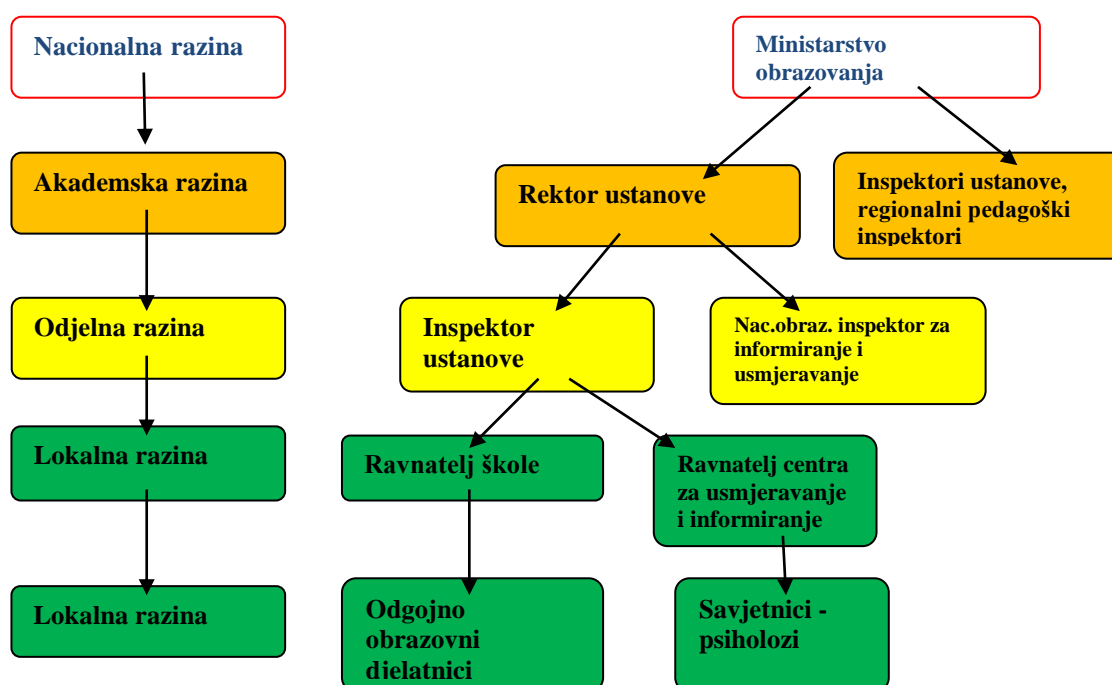 Nacionalna razina
Ministarstvo
obrazovanja
Akademska razina
Rektor ustanove
Inspektori ustanove,
regionalni pedagoški
inspektori
Odjelna razina
Inspektor
ustanove
Nac.obraz. inspektor za
informiranje i
usmjeravanje
Lokalna razina
Ravnatelj škole
Ravnatelj centra
za usmjeravanje
i informiranje
Lokalna razina
Odgojno
obrazovni
djelatnici
Savjetnici -
psiholozi